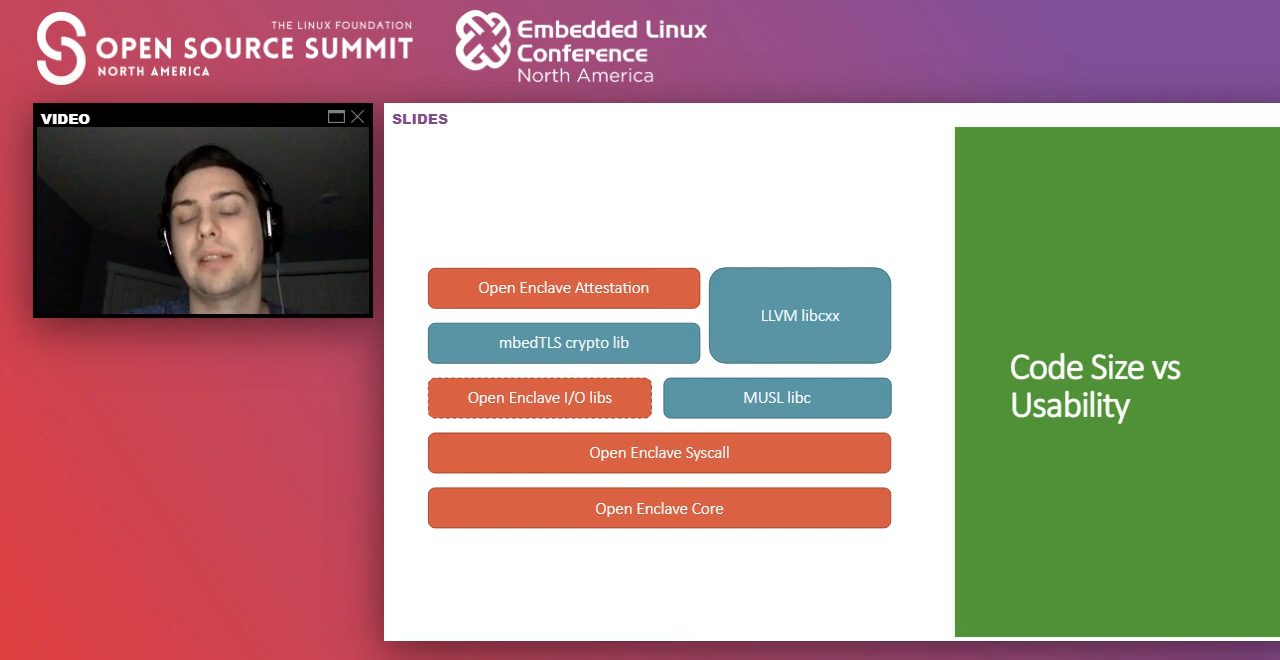 THE LINUX FOUNDATION
OPEN SOURCE SUMMIT
NORTH AMERICA
Embedded Linux
Conference
North America
VIDEO
SLIDES
Open Enclave Attestation
LLVM libcxx
mbedTLS crypto lib
Open Enclave I/O libs
MUSL libc
Open Enclave Syscall
Open Enclave Core
Code Size vs
Usability